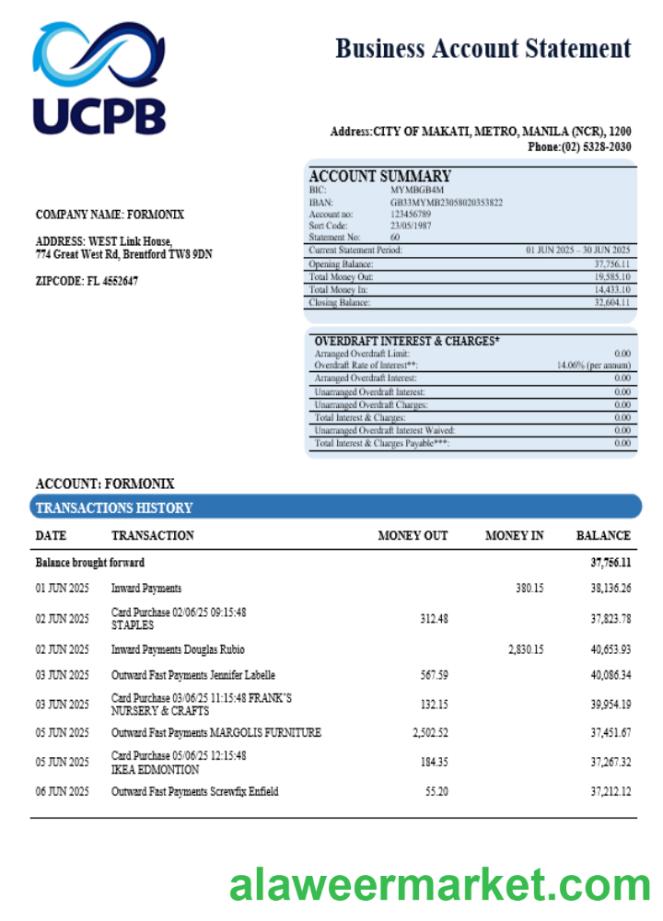 UCPB
Business Account Statement
Address:CITY OF MAKATI, METRO, MANILA (NCR), 1200
Phone:(02) 5328-2030
COMPANY NAME: FORMONIX
ADDRESS: WEST Link House,
774 Great West Rd, Brentford TW8 9DN
ZIPCODE: FL 4552647
ACCOUNT SUMMARY
BIC: MYMBGB4M
IBAN: GB33MYMB23058020353822
Account no: 123456789
Sort Code: 23/05/1987
Statement No: 60
Current Statement Period: 01 JUN 2025 – 30 JUN 2025
Opening Balance: 37,756.11
Total Money Out: 19,585.10
Total Money In: 14,433.10
Closing Balance: 32,604.11
OVERDRAFT INTEREST & CHARGES*
Arranged Overdraft Limit: 0.00
Overdraft Rate of Interest**: 14.06% (per annum)
Arranged Overdraft Interest: 0.00
Unarranged Overdraft Interest: 0.00
Unarranged Overdraft Charges: 0.00
Total Interest & Charges: 0.00
Unarranged Overdraft Interest Waived: 0.00
Total Interest & Charges Payable***: 0.00
ACCOUNT: FORMONIX
TRANSACTIONS HISTORY
DATE TRANSACTION MONEY OUT MONEY IN BALANCE
Balance brought forward 37,756.11
01 JUN 2025 Inward Payments 380.15 38,136.26
02 JUN 2025 Card Purchase 02/06/25 09:15:48 312.48 37,823.78
STAPLES
02 JUN 2025 Inward Payments Douglas Rubio 2,830.15 40,653.93
03 JUN 2025 Outward Fast Payments Jennifer Labelle 567.59 40,086.34
03 JUN 2025 Card Purchase 03/06/25 11:15:48 FRANK'S 132.15 39,954.19
NURSERY & CRAFTS
05 JUN 2025 Outward Fast Payments MARGOLIS FURNITURE 2,502.52 37,451.67
05 JUN 2025 Card Purchase 05/06/25 12:15:48 184.35 37,267.32
IKEA EDMONTION
06 JUN 2025 Outward Fast Payments Screwfix Enfield 55.20 37,212.12
alaweermarket.com